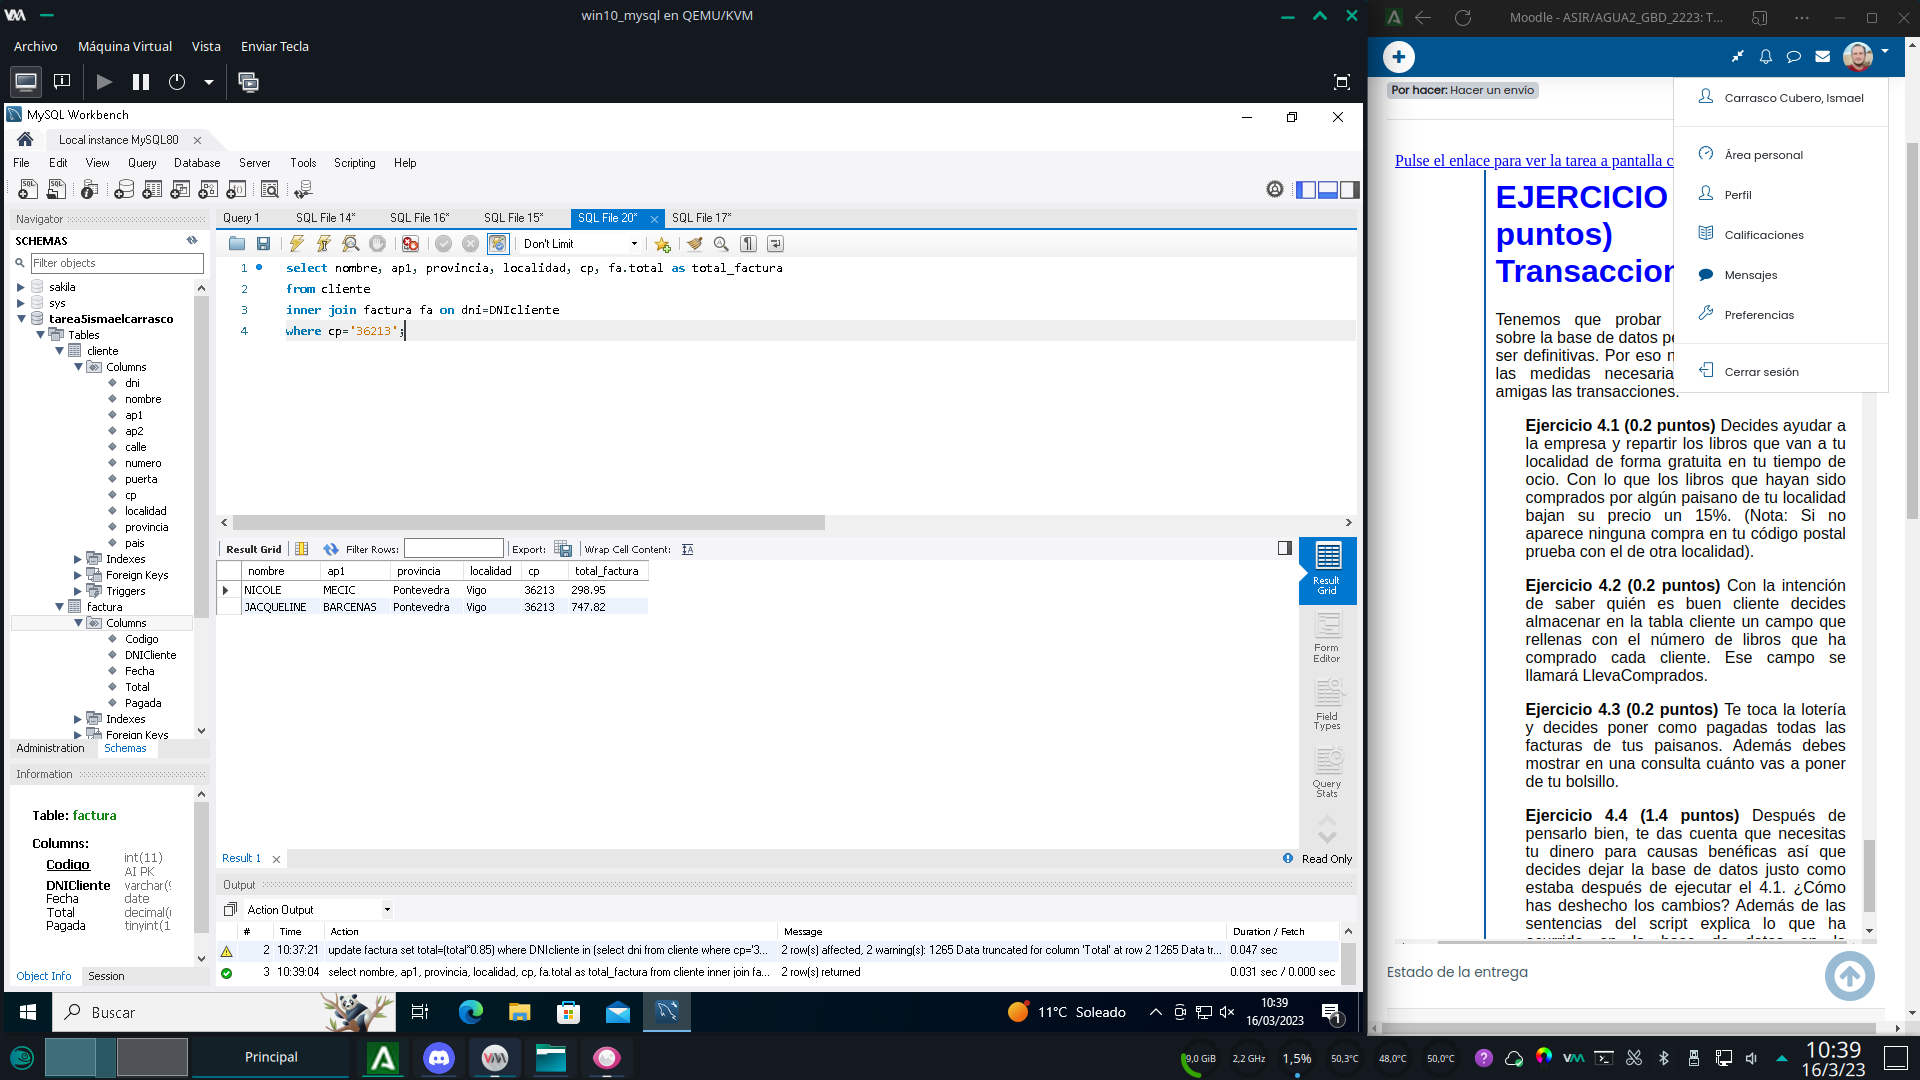 win10_mysql en QEMU/KVM
Archivo
Máquina Virtual
Vista
Enviar Tecla
MySQL Workbench
Local instance MySQL80
File
Edit
View
Query
Database
Server
Tools
Scripting
Help
Navigator
SCHEMAS
Filter objects
sakila
sys
tarea5ismaelcarrasco
Tables
cliente
Columns
dni
nombre
ap1
ap2
calle
numero
puerta
cp
localidad
provincia
pais
Indexes
Foreign Keys
Triggers
factura
Columns
Codigo
DNICliente
Fecha
Total
Pagada
Indexes
Foreign Keys
Administration
Schemas
Information
Table: factura
Columns:
Codigo int(11)
AI PK
DNICliente varchar(9
Fecha date
Total decimal(
Pagada tinyint(1
Object Info
Session
Query 1
SQL File 14*
SQL File 16*
SQL File 15*
SQL File 20*
SQL File 17*
Don't Limit
1 select nombre, ap1, provincia, localidad, cp, fa.total as total_factura
2 from cliente
3 inner join factura fa on dni=DNIcliente
4 where cp='36213';
Result Grid
Filter Rows:
Export:
Wrap Cell Content:
nombre ap1 provincia localidad cp total_factura
NICOLE MECIC Pontevedra Vigo 36213 298.95
JACQUELINE BARCENAS Pontevedra Vigo 36213 747.82
Result
Grid
Form
Editor
Field
Types
Query
Stats
Result 1
Read Only
Output
Action Output
# Time Action Message Duration / Fetch
2 10:37:21 update factura set total=(total*0.85) where DNIcliente in (select dni from cliente where cp='3... 2 row(s) affected, 2 warning(s): 1265 Data truncated for column 'Total' at row 2 1265 Data tr... 0.047 sec
3 10:39:04 select nombre, ap1, provincia, localidad, cp, fa.total as total_factura from cliente inner join fa... 2 row(s) returned 0.031 sec / 0.000 sec
Buscar
11°C Soleado
10:39
16/03/2023
1
Moodle - ASIR/AGUA2_GBD_2223: T...
Por hacer: Hacer un envío
Carrasco Cubero, Ismael
Área personal
Perfil
Calificaciones
Mensajes
Preferencias
Cerrar sesión
Pulse el enlace para ver la tarea a pantalla c
EJERCICIO
puntos)
Transaccion
Tenemos que probar
sobre la base de datos pe
ser definitivas. Por eso n
las medidas necesaria
amigas las transacciones.
Ejercicio 4.1 (0.2 puntos) Decides ayudar a
la empresa y repartir los libros que van a tu
localidad de forma gratuita en tu tiempo de
ocio. Con lo que los libros que hayan sido
comprados por algún paisano de tu localidad
bajan su precio un 15%. (Nota: Si no
aparece ninguna compra en tu código postal
prueba con el de otra localidad).
Ejercicio 4.2 (0.2 puntos) Con la intención
de saber quién es buen cliente decides
almacenar en la tabla cliente un campo que
rellenas con el número de libros que ha
comprado cada cliente. Ese campo se
llamará LlevaComprados.
Ejercicio 4.3 (0.2 puntos) Te toca la lotería
y decides poner como pagadas todas las
facturas de tus paisanos. Además debes
mostrar en una consulta cuánto vas a poner
de tu bolsillo.
Ejercicio 4.4 (1.4 puntos) Después de
pensarlo bien, te das cuenta que necesitas
tu dinero para causas benéficas así que
decides dejar la base de datos justo como
estaba después de ejecutar el 4.1. ¿Cómo
has deshecho los cambios? Además de las
sentencias del script explica lo que ha
Estado de la entrega
Principal
9,0 GiB
2,2 GHz
1,5%
50,3°C
48,0°C
50,0°C
10:39
16/3/23